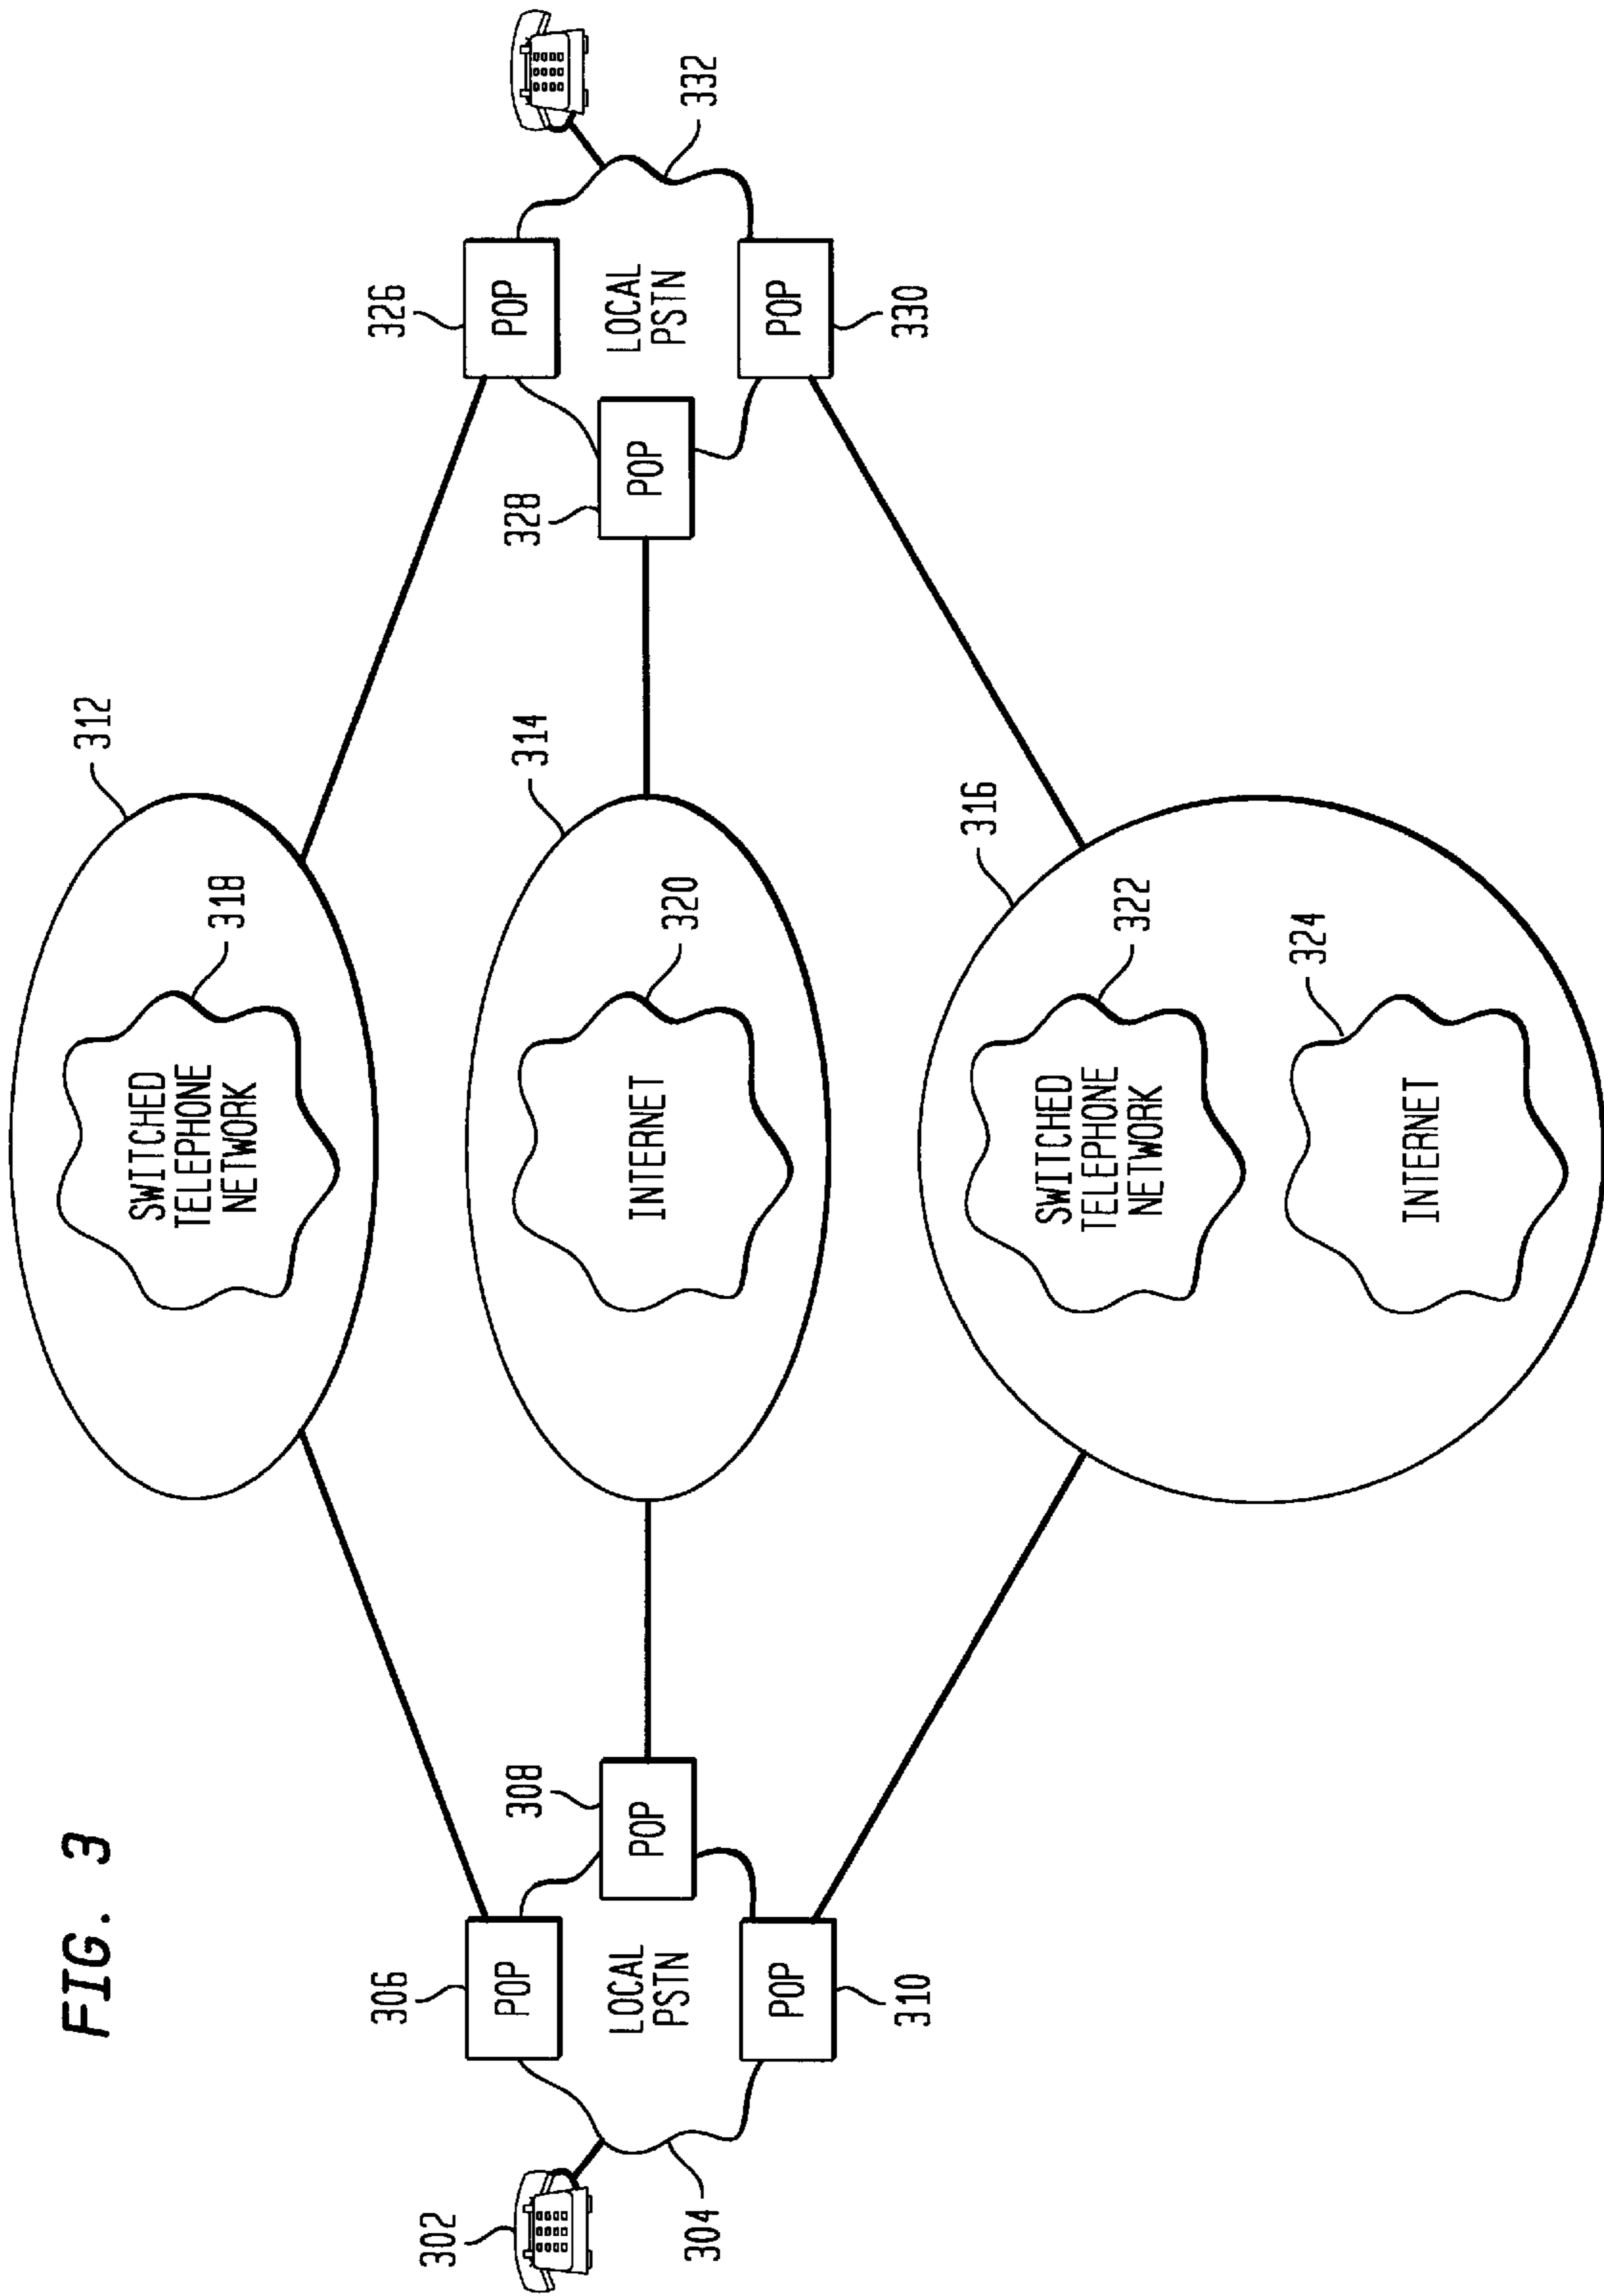 FIG. 3
312
318
SWITCHED
TELEPHONE
NETWORK
306
POP
326
POP
302
308
POP
314
320
INTERNET
328
POP
LOCAL
PSTN
LOCAL
PSTN
304
332
POP
310
POP
330
316
322
SWITCHED
TELEPHONE
NETWORK
324
INTERNET